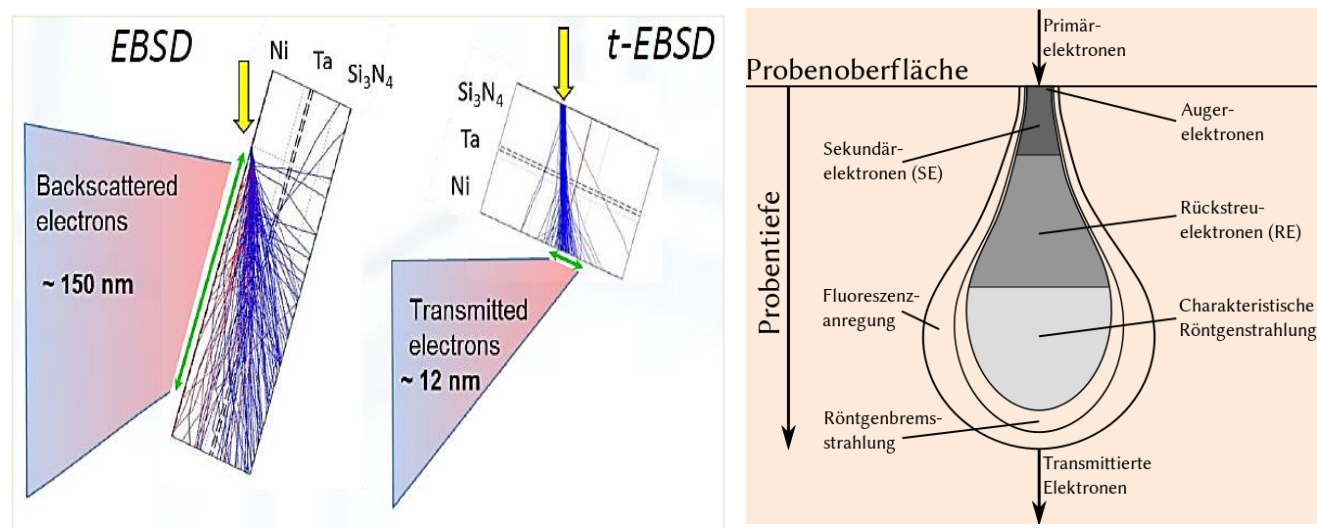 EBSD
Ni
Ta
Si₃N₄
Backscattered
electrons
~ 150 nm
t-EBSD
Si₃N₄
Ta
Ni
Transmitted
electrons
~ 12 nm
Primär-
elektronen
Probenoberfläche
Probentiefe
Auger-
elektronen
Sekundär-
elektronen (SE)
Rückstreu-
elektronen (RE)
Fluoreszenz-
anregung
Charakteristische
Röntgenstrahlung
Röntgenbrems-
strahlung
Transmittierte
Elektronen